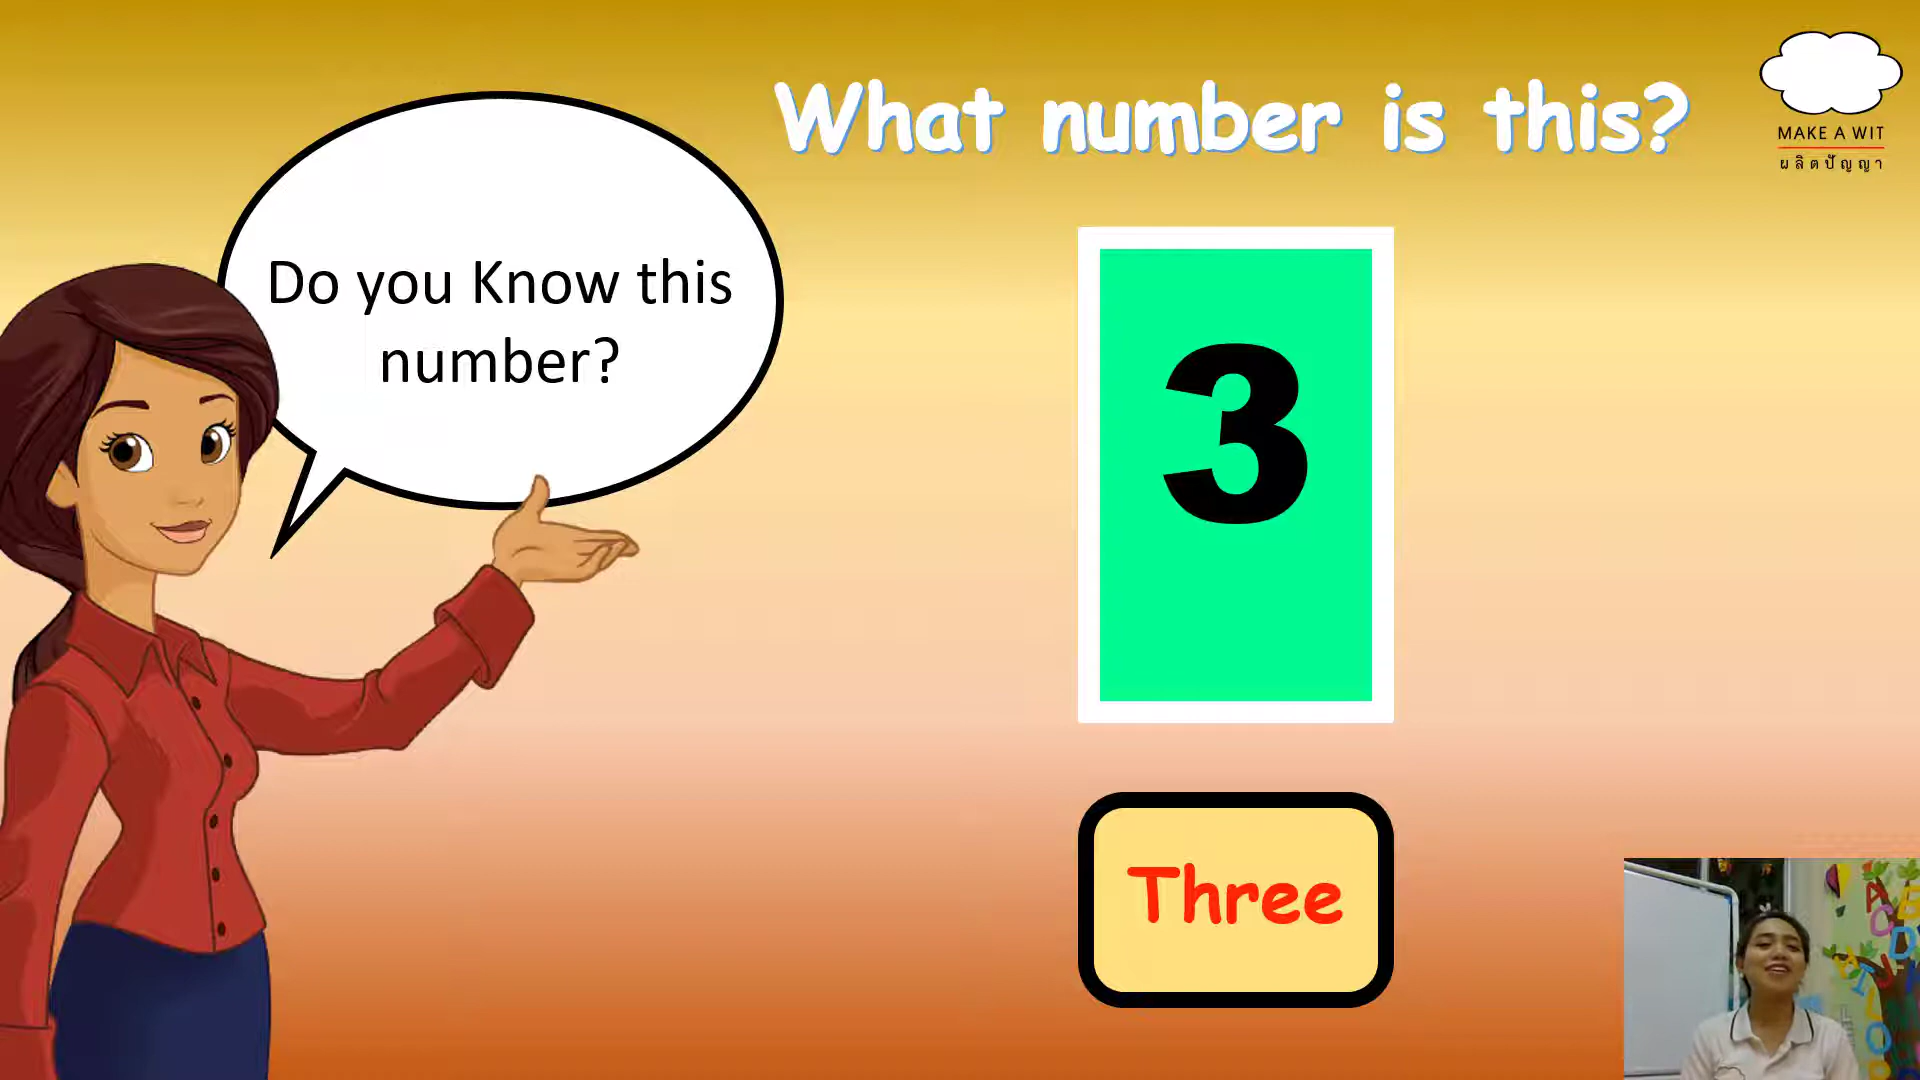 What number is this?
MAKE A WIT
ผลิตปัญญา
Do you Know this
number?
3
Three